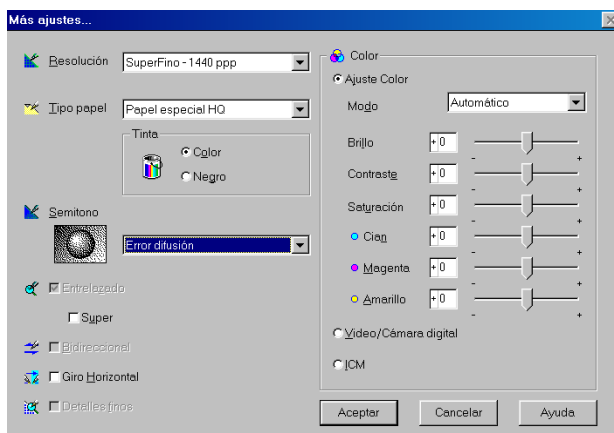 Más ajustes...
Resolución
SuperFino - 1440 ppp
Tipo papel
Papel especial HQ
Tinta
Color
Negro
Semitono
Error difusión
Entrelazado
Super
Bidireccional
Giro Horizontal
Detalles finos
Color
Ajuste Color
Modo
Automático
Brillo
+ 0
- +
Contraste
+ 0
- +
Saturación
+ 0
- +
Cian
+ 0
- +
Magenta
+ 0
- +
Amarillo
+ 0
- +
Video/Cámara digital
ICM
Aceptar
Cancelar
Ayuda